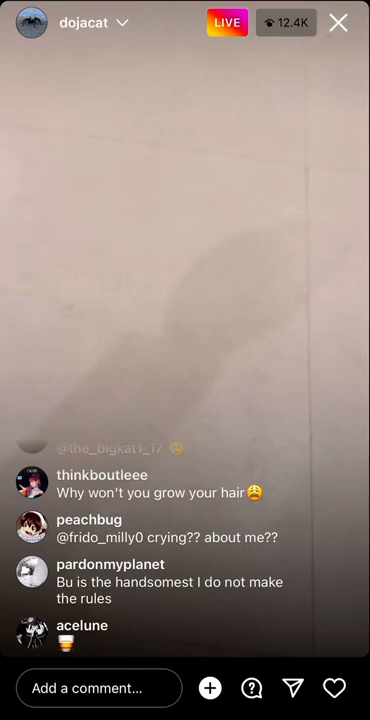 dojacat
LIVE
12.4K
@the_bigkat1_17 🥲
thinkboutleee
Why won't you grow your hair😩
peachbug
@frido_milly0 crying?? about me??
pardonmyplanet
Bu is the handsomest I do not make
the rules
acelune
🥃
Add a comment...